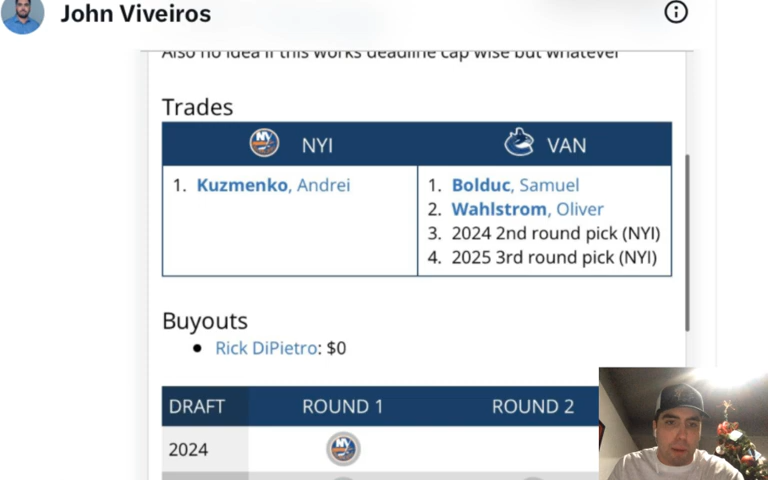 John Viveiros
Also no idea if this works deadline cap wise but whatever
Trades
NYI
VAN
1. Kuzmenko, Andrei
1. Bolduc, Samuel
2. Wahlstrom, Oliver
3. 2024 2nd round pick (NYI)
4. 2025 3rd round pick (NYI)
Buyouts
• Rick DiPietro: $0
DRAFT ROUND 1 ROUND 2
2024